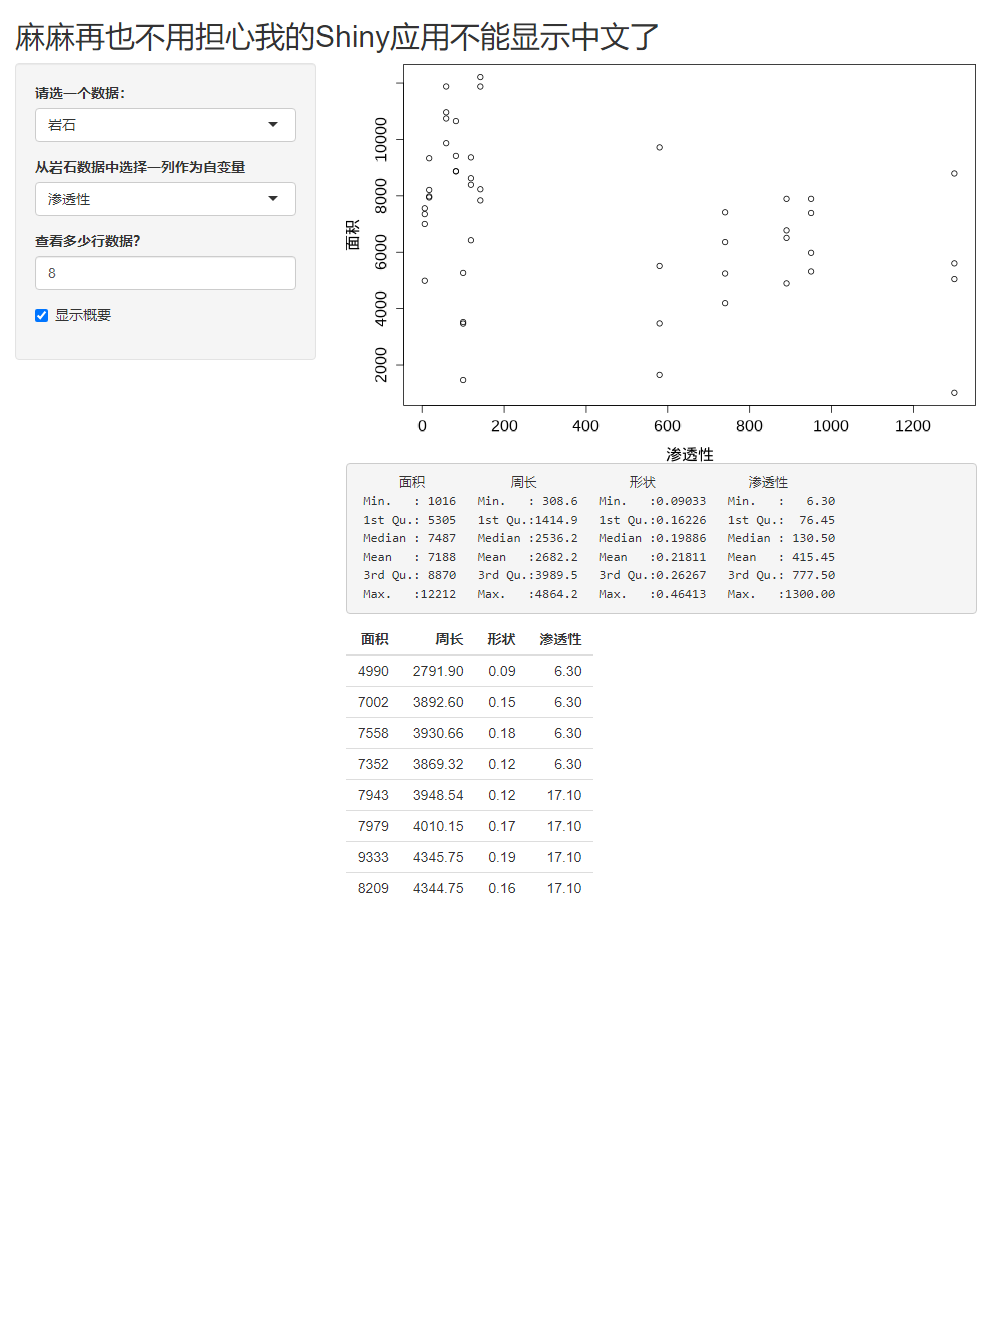 麻麻再也不用担心我的Shiny应用不能显示中文了
请选一个数据：
岩石
从岩石数据中选择一列作为自变量
渗透性
查看多少行数据？
8
显示概要
面积
10000
8000
6000
4000
2000
0 200 400 600 800 1000 1200
渗透性
面积 周长 形状 渗透性
Min. : 1016 Min. : 308.6 Min. :0.09033 Min. : 6.30
1st Qu.: 5305 1st Qu.:1414.9 1st Qu.:0.16226 1st Qu.: 76.45
Median : 7487 Median :2536.2 Median :0.19886 Median : 130.50
Mean : 7188 Mean :2682.2 Mean :0.21811 Mean : 415.45
3rd Qu.: 8870 3rd Qu.:3989.5 3rd Qu.:0.26267 3rd Qu.: 777.50
Max. :12212 Max. :4864.2 Max. :0.46413 Max. :1300.00
面积 周长 形状 渗透性
4990 2791.90 0.09 6.30
7002 3892.60 0.15 6.30
7558 3930.66 0.18 6.30
7352 3869.32 0.12 6.30
7943 3948.54 0.12 17.10
7979 4010.15 0.17 17.10
9333 4345.75 0.19 17.10
8209 4344.75 0.16 17.10